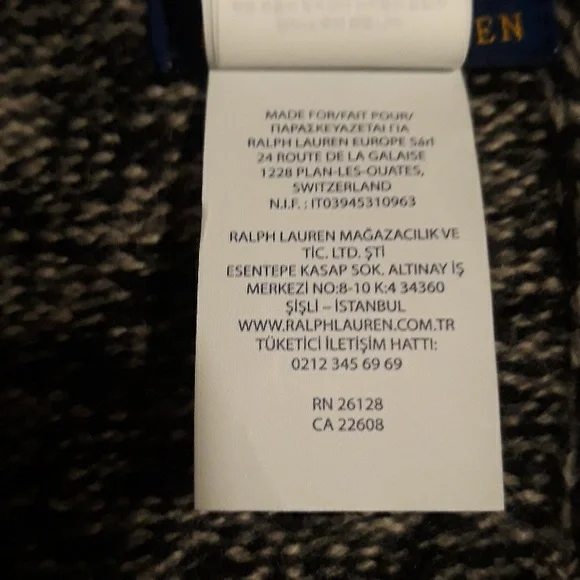 EN
MADE FOR/FAIT POUR/
ΠΑΡΑΣΚΕΥΑΖΕΤΑΙ ΓΙΑ
RALPH LAUREN EUROPE Sárl
24 ROUTE DE LA GALAISE
1228 PLAN-LES-OUATES,
SWITZERLAND
N.I.F. : IT03945310963
RALPH LAUREN MAĞAZACILIK VE
TİC. LTD. ŞTİ
ESENTEPE KASAP SOK. ALTINAY İŞ
MERKEZİ NO:8-10 K:4 34360
ŞİŞLİ – İSTANBUL
WWW.RALPHLAUREN.COM.TR
TÜKETİCİ İLETİŞİM HATTI:
0212 345 69 69
RN 26128
CA 22608